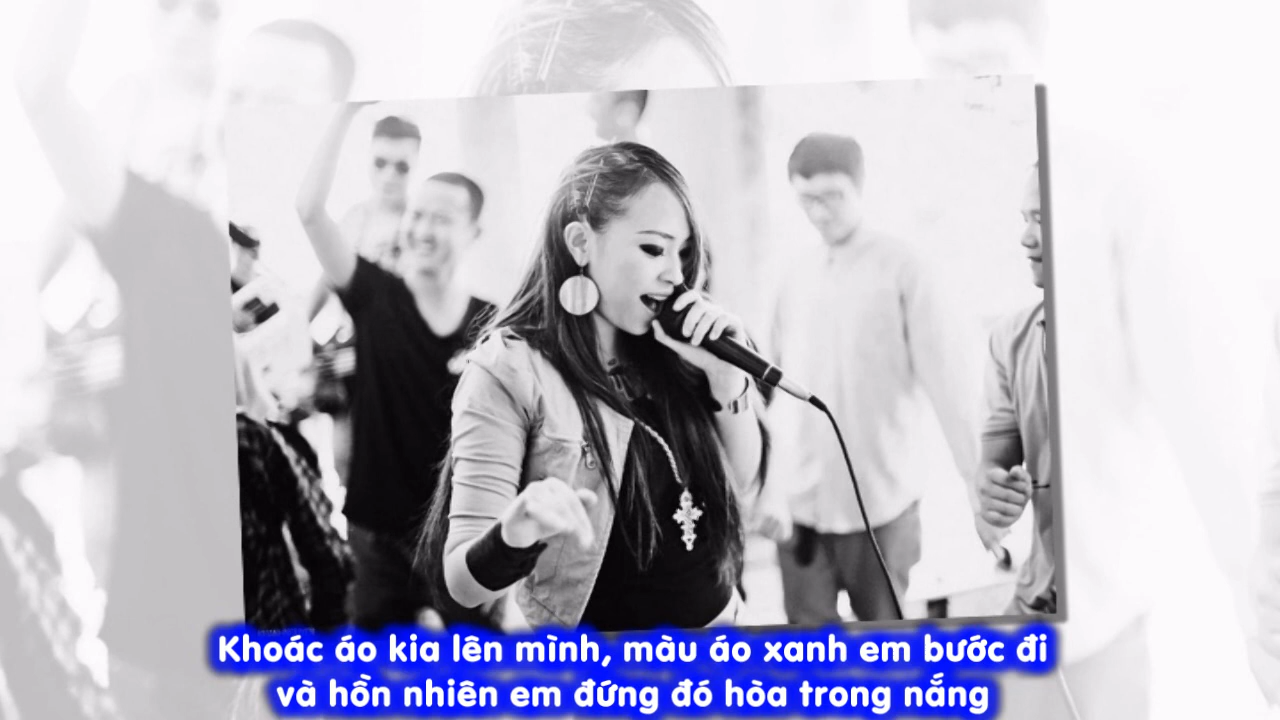 Khoác áo kia lên mình, màu áo xanh em bước đi
và hồn nhiên em đứng đó hòa trong nắng